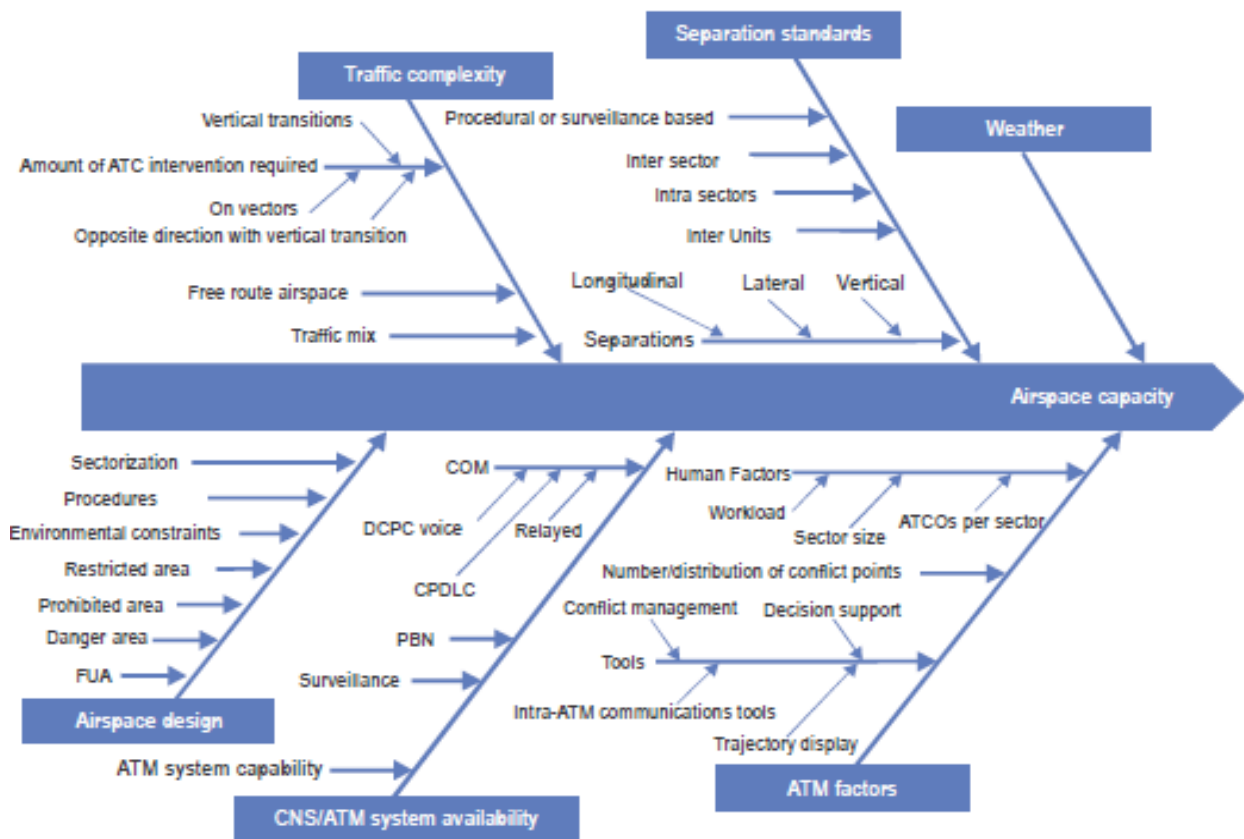 Separation standards
Traffic complexity
Weather
Vertical transitions
Procedural or surveillance based
Amount of ATC intervention required
Inter sector
Intra sectors
On vectors
Opposite direction with vertical transition
Inter Units
Longitudinal
Lateral
Vertical
Free route airspace
Traffic mix
Separations
Airspace capacity
Sectorization
COM
Human Factors
Procedures
DCPC voice
Relayed
Workload
ATCOs per sector
Environmental constraints
Sector size
Restricted area
CPDLC
Number/distribution of conflict points
Prohibited area
Conflict management
Decision support
Danger area
PBN
Tools
FUA
Surveillance
Intra-ATM communications tools
Airspace design
Trajectory display
ATM system capability
ATM factors
CNS/ATM system availability